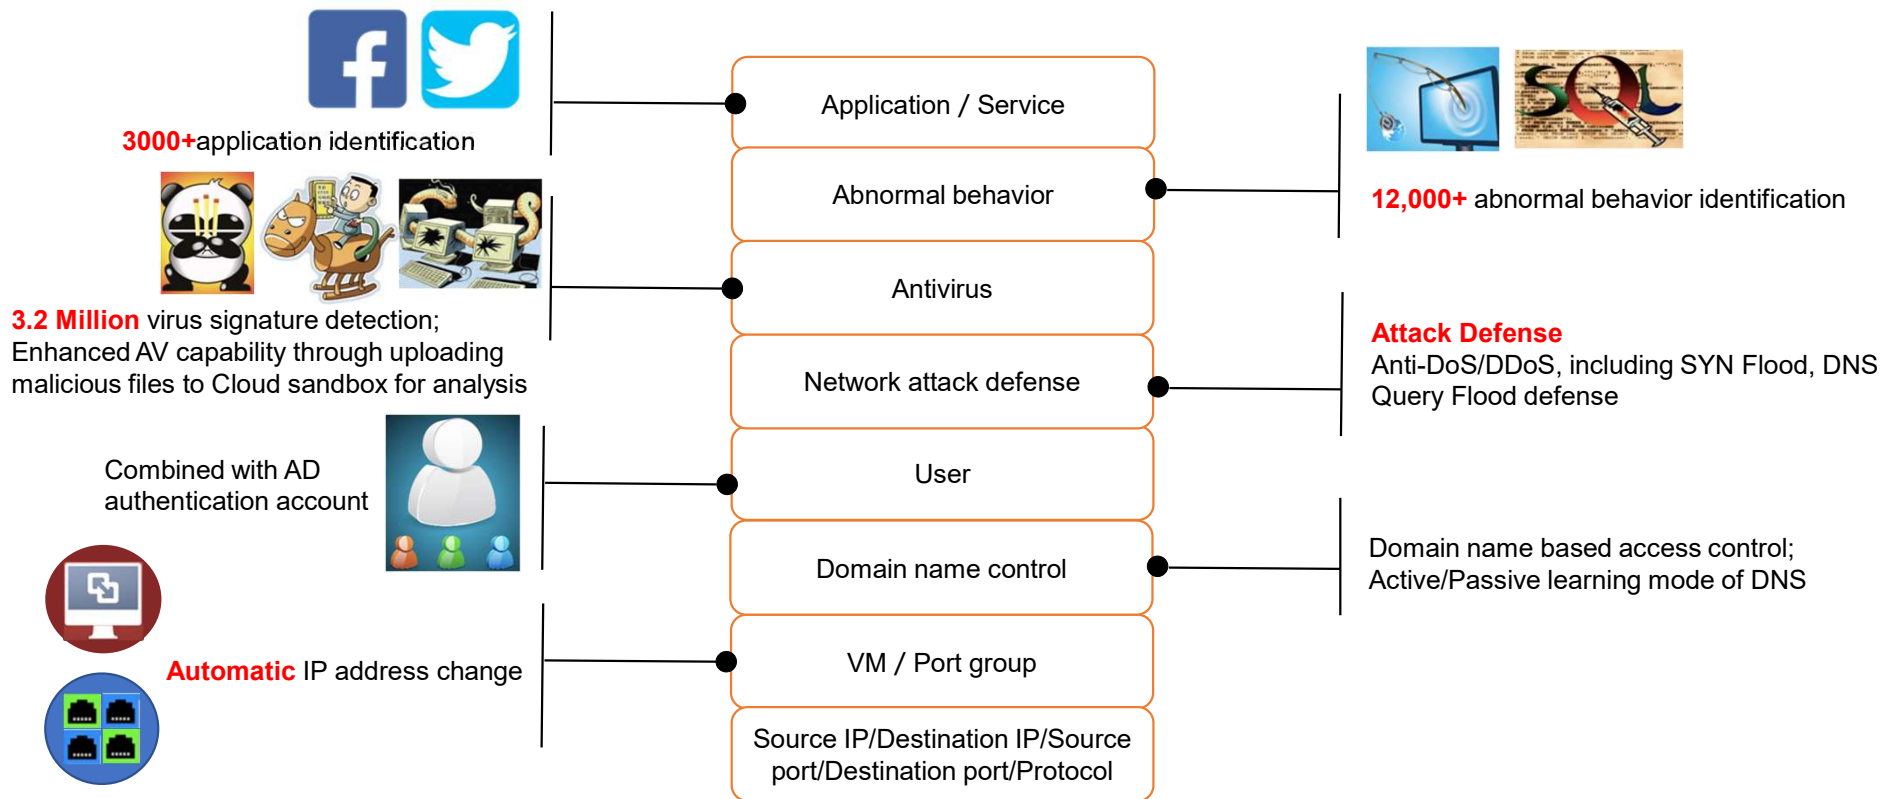 3000+application identification
3.2 Million virus signature detection;
Enhanced AV capability through uploading
malicious files to Cloud sandbox for analysis
Combined with AD
authentication account
Automatic IP address change
Application / Service
Abnormal behavior
Antivirus
Network attack defense
User
Domain name control
VM / Port group
Source IP/Destination IP/Source
port/Destination port/Protocol
SQL
12,000+ abnormal behavior identification
Attack Defense
Anti-DoS/DDoS, including SYN Flood, DNS
Query Flood defense
Domain name based access control;
Active/Passive learning mode of DNS